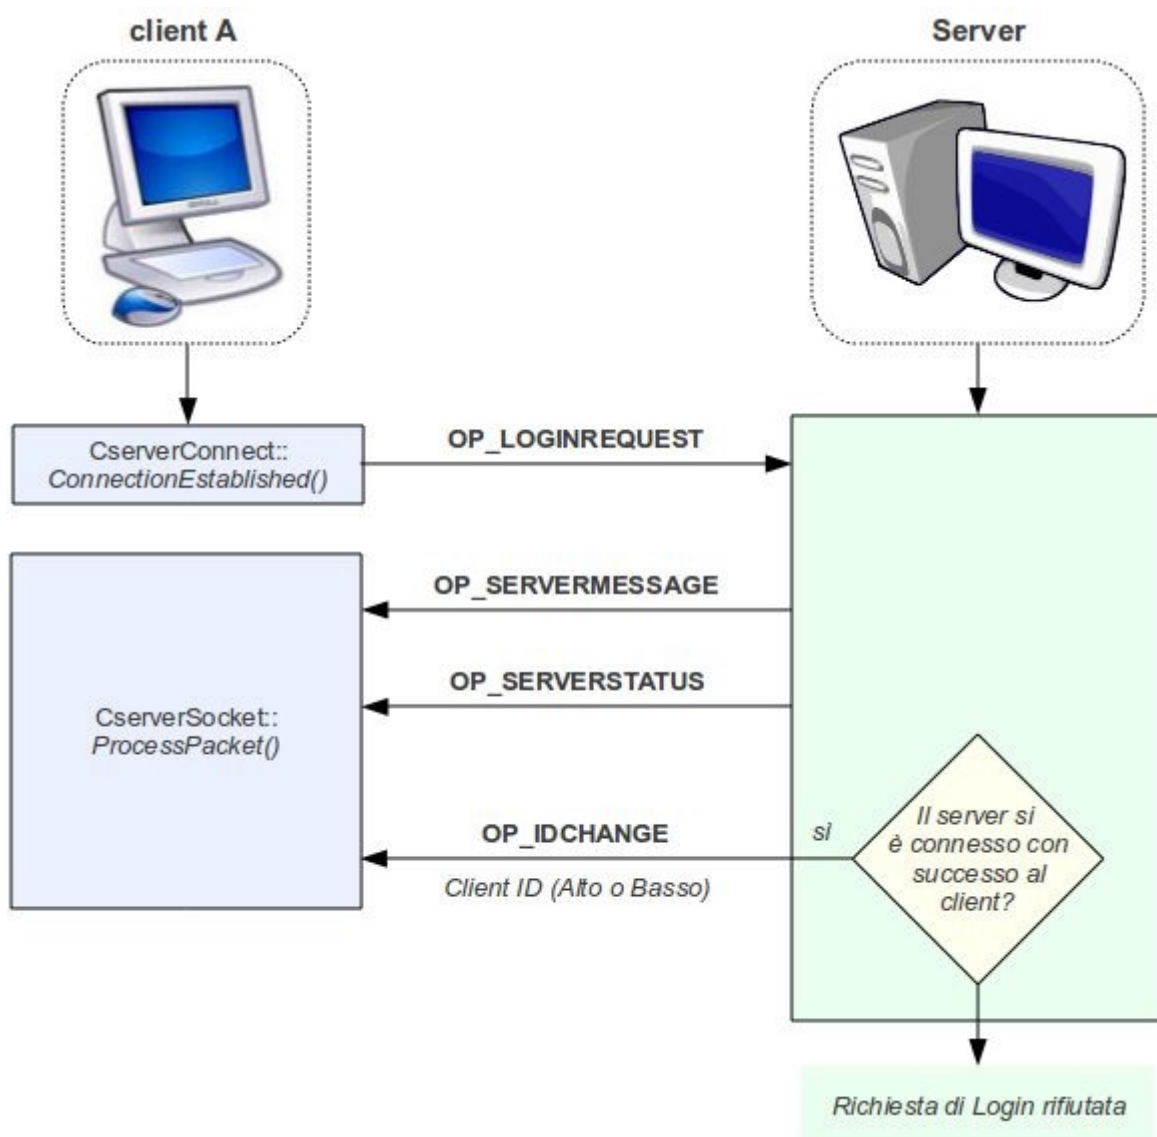 client A
Server
CserverConnect::
ConnectionEstablished()
OP_LOGINREQUEST
OP_SERVERMESSAGE
OP_SERVERSTATUS
CserverSocket::
ProcessPacket()
OP_IDCHANGE
Client ID (Alto o Basso)
sì
Il server si
è connesso con
successo al
client?
Richiesta di Login rifiutata